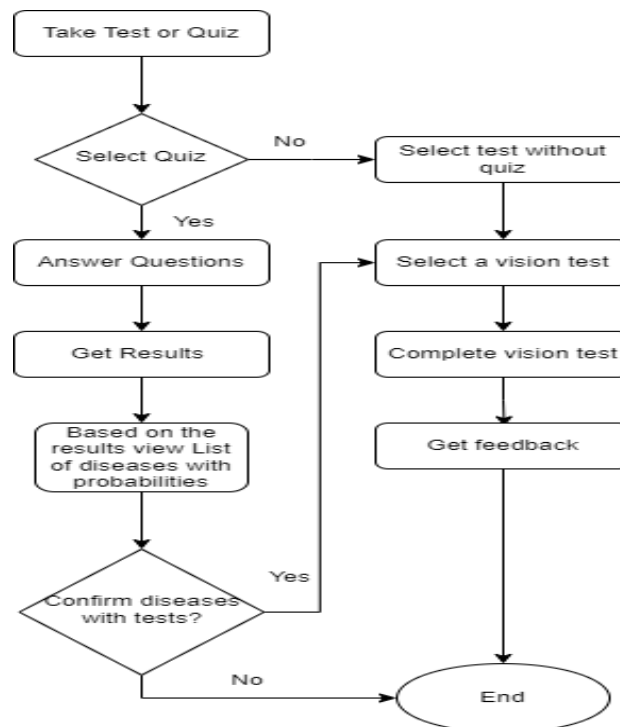 Take Test or Quiz
Select Quiz
No
Select test without
quiz
Yes
Answer Questions
Select a vision test
Get Results
Complete vision test
Based on the
results view List
of diseases with
probabilities
Get feedback
Yes
Confirm diseases
with tests?
No
End